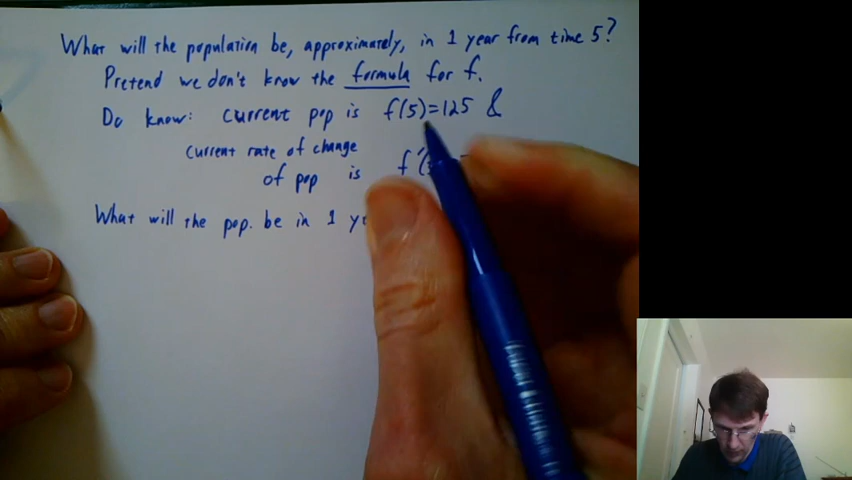 What will the population be, approximately, in 1 year from time 5?
Pretend we don't know the formula for f.
Do know: current pop is f(5)=125 &
current rate of change
of pop is f'(
What will the pop. be in 1